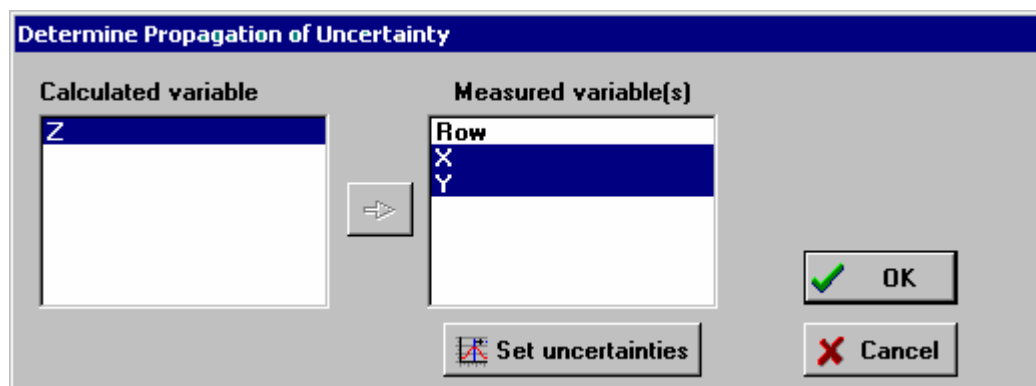 Determine Propagation of Uncertainty
Calculated variable
Measured variable(s)
Z
Row
X
Y
OK
Set uncertainties
Cancel